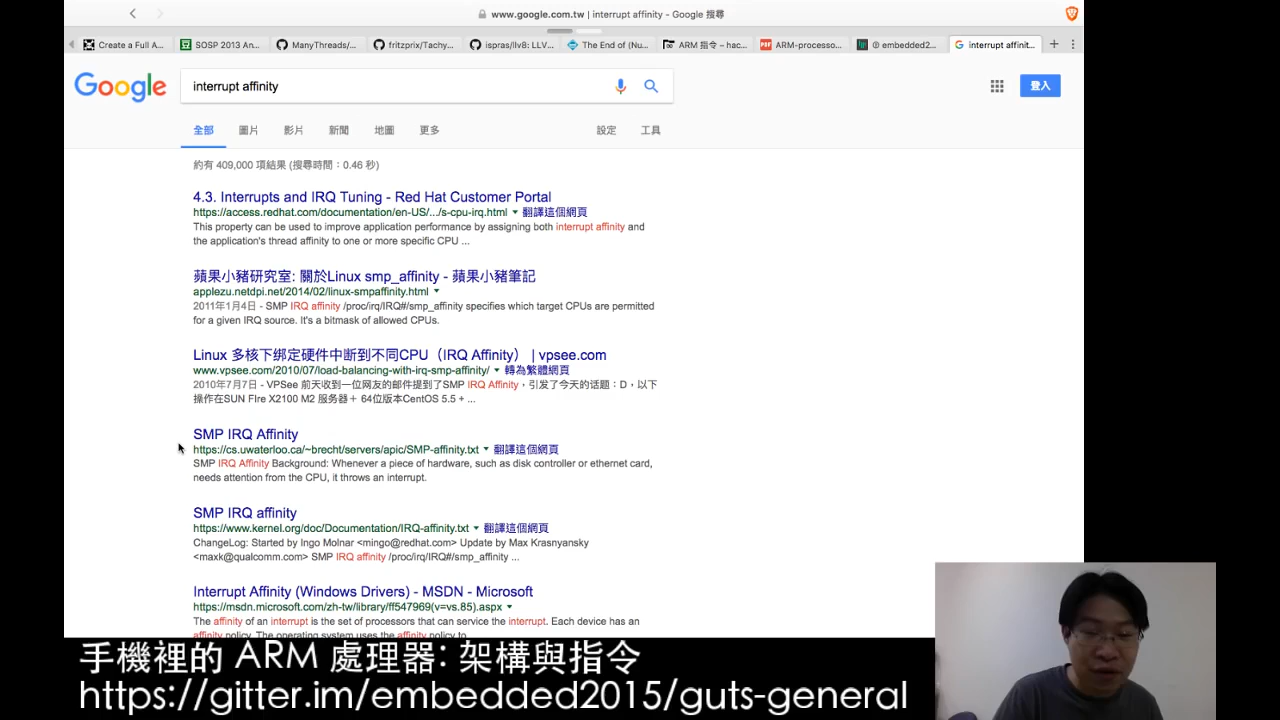 www.google.com.tw | interrupt affinity - Google 搜尋
Create a Full A...
SOSP 2013 An...
ManyThreads/...
fritzprix/Tachy...
ispras/llv8: LLV...
The End of (Nu...
ARM 指令 – hac...
ARM-processo...
embedded2...
interrupt affinit...
Google
interrupt affinity
登入
全部 圖片 影片 新聞 地圖 更多 設定 工具
約有 409,000 項結果 (搜尋時間：0.46 秒)
4.3. Interrupts and IRQ Tuning - Red Hat Customer Portal
https://access.redhat.com/documentation/en-US/.../s-cpu-irq.html ▼ 翻譯這個網頁
This property can be used to improve application performance by assigning both interrupt affinity and
the application's thread affinity to one or more specific CPU ...
蘋果小豬研究室: 關於Linux smp_affinity - 蘋果小豬筆記
applezu.netdpi.net/2014/02/linux-smpaffinity.html ▼
2011年1月4日 - SMP IRQ affinity /proc/irq/IRQ#/smp_affinity specifies which target CPUs are permitted
for a given IRQ source. It's a bitmask of allowed CPUs.
Linux 多核下绑定硬件中断到不同CPU（IRQ Affinity） | vpsee.com
www.vpsee.com/2010/07/load-balancing-with-irq-smp-affinity/ ▼ 轉為繁體網頁
2010年7月7日 - VPSee 前天收到一位网友的邮件提到了SMP IRQ Affinity，引发了今天的话题：D，以下
操作在SUN FIre X2100 M2 服务器＋ 64位版本CentOS 5.5 + ...
SMP IRQ Affinity
https://cs.uwaterloo.ca/~brecht/servers/apic/SMP-affinity.txt ▼ 翻譯這個網頁
SMP IRQ Affinity Background: Whenever a piece of hardware, such as disk controller or ethernet card,
needs attention from the CPU, it throws an interrupt.
SMP IRQ affinity
https://www.kernel.org/doc/Documentation/IRQ-affinity.txt ▼ 翻譯這個網頁
ChangeLog: Started by Ingo Molnar <mingo@redhat.com> Update by Max Krasnyansky
<maxk@qualcomm.com> SMP IRQ affinity /proc/irq/IRQ#/smp_affinity ...
Interrupt Affinity (Windows Drivers) - MSDN - Microsoft
https://msdn.microsoft.com/zh-tw/library/ff547969(v=vs.85).aspx ▼
The affinity of an interrupt is the set of processors that can service the interrupt. Each device has an
affinity policy. The operating system uses the affinity policy to
手機裡的 ARM 處理器: 架構與指令
https://gitter.im/embedded2015/guts-general